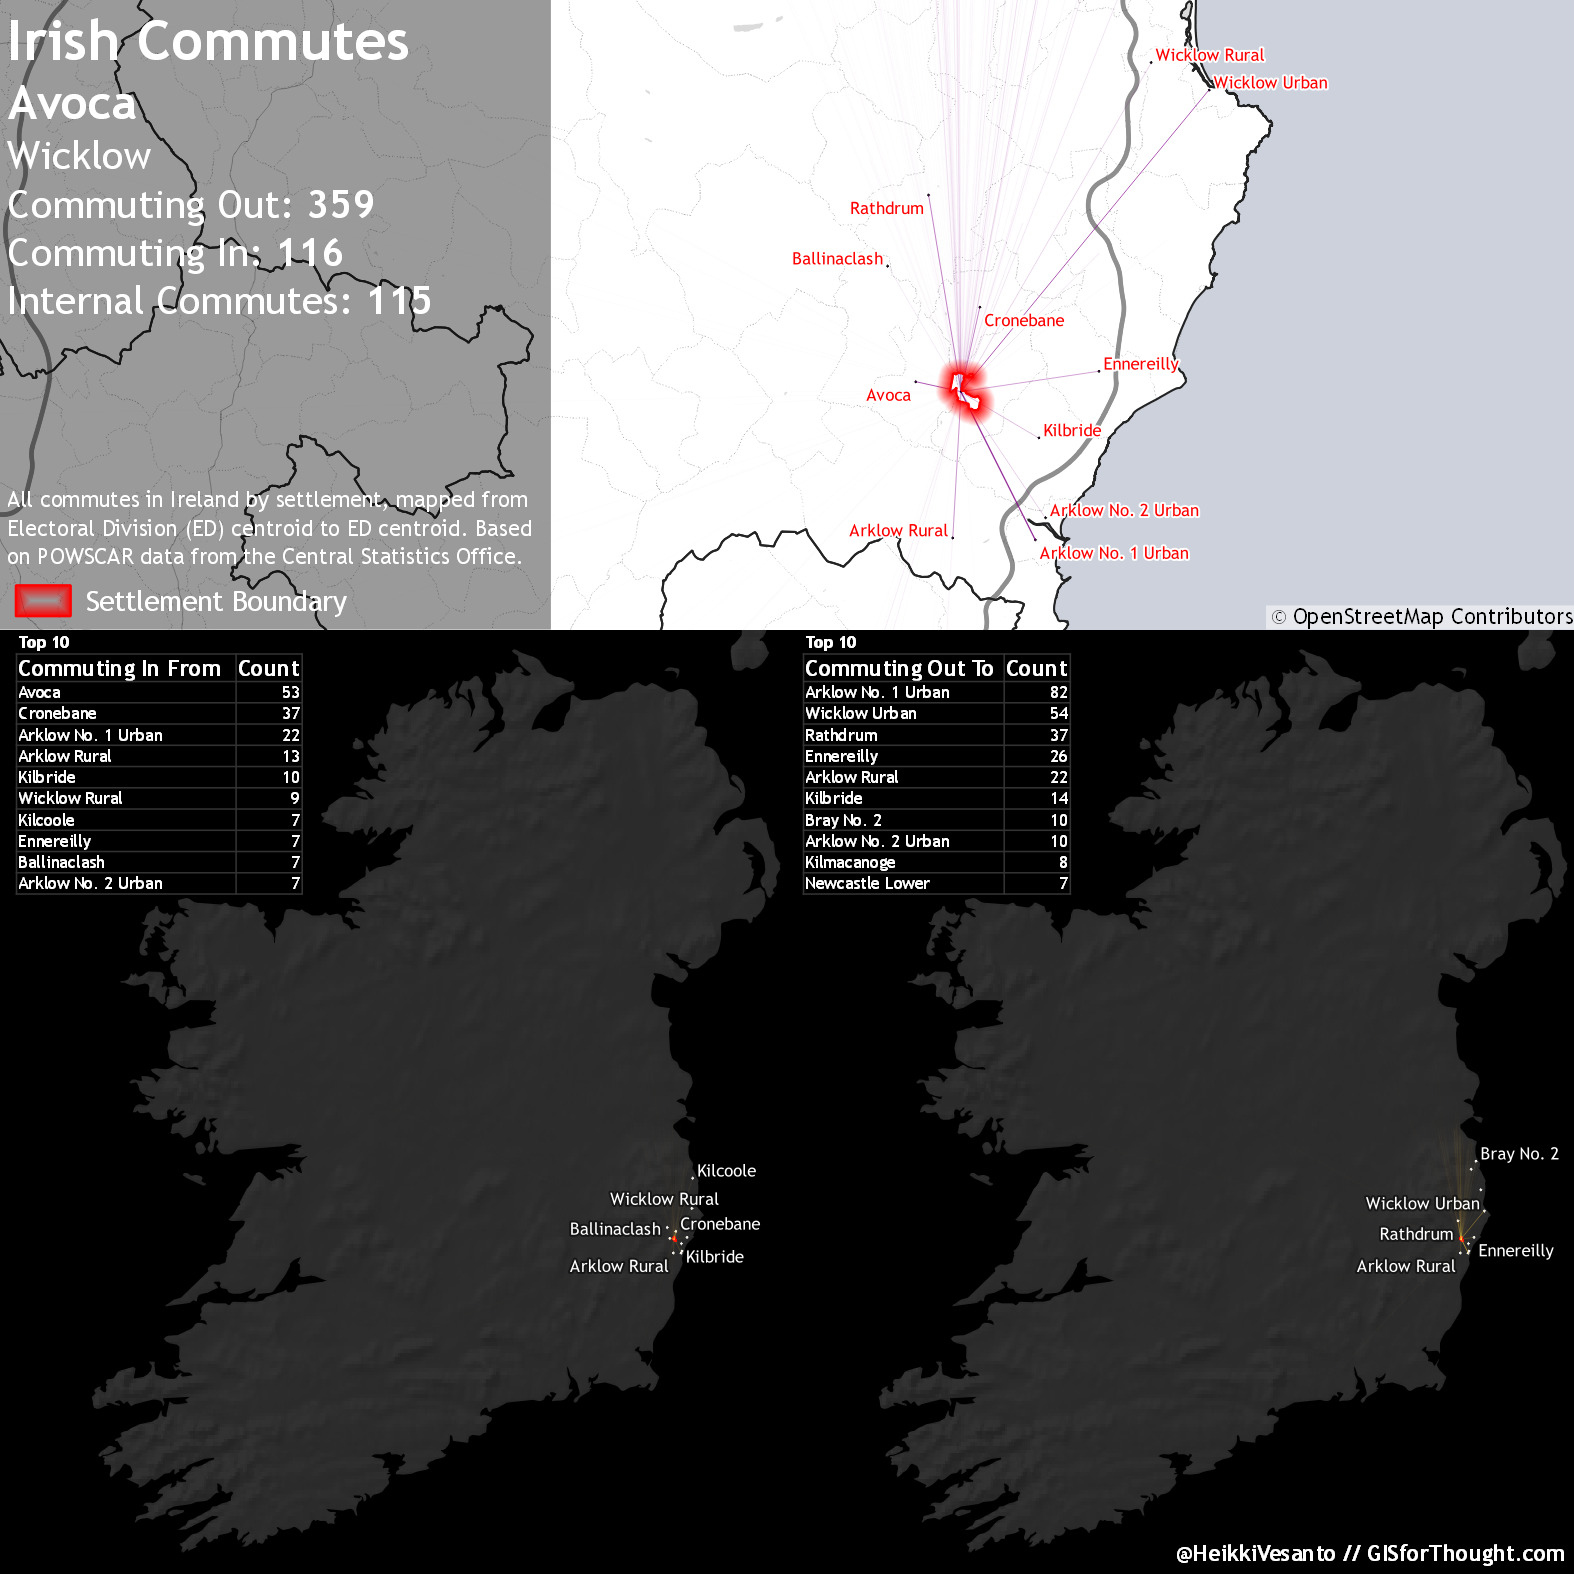 Irish Commutes
Avoca
Wicklow
Commuting Out: 359
Commuting In: 116
Internal Commutes: 115
All commutes in Ireland by settlement, mapped from
Electoral Division (ED) centroid to ED centroid. Based
on POWSCAR data from the Central Statistics Office.
Settlement Boundary
Wicklow Rural
Wicklow Urban
Rathdrum
Ballinaclash
Cronebane
Ennereilly
Avoca
Kilbride
Arklow No. 2 Urban
Arklow Rural
Arklow No. 1 Urban
© OpenStreetMap Contributors
Top 10
Commuting In From Count
Avoca 53
Cronebane 37
Arklow No. 1 Urban 22
Arklow Rural 13
Kilbride 10
Wicklow Rural 9
Kilcoole 7
Ennereilly 7
Ballinaclash 7
Arklow No. 2 Urban 7
Top 10
Commuting Out To Count
Arklow No. 1 Urban 82
Wicklow Urban 54
Rathdrum 37
Ennereilly 26
Arklow Rural 22
Kilbride 14
Bray No. 2 10
Arklow No. 2 Urban 10
Kilmacanoge 8
Newcastle Lower 7
Kilcoole
Wicklow Rural
Ballinaclash
Cronebane
Kilbride
Arklow Rural
Bray No. 2
Wicklow Urban
Rathdrum
Ennereilly
Arklow Rural
@HeikkiVesanto // GISforThought.com